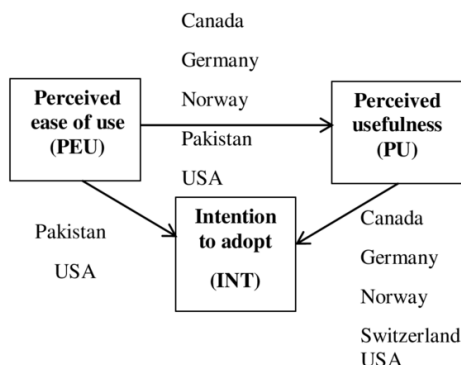 Canada
Germany
Norway
Pakistan
USA
Perceived
ease of use
(PEU)
Perceived
usefulness
(PU)
Pakistan
USA
Intention
to adopt
(INT)
Canada
Germany
Norway
Switzerland
USA